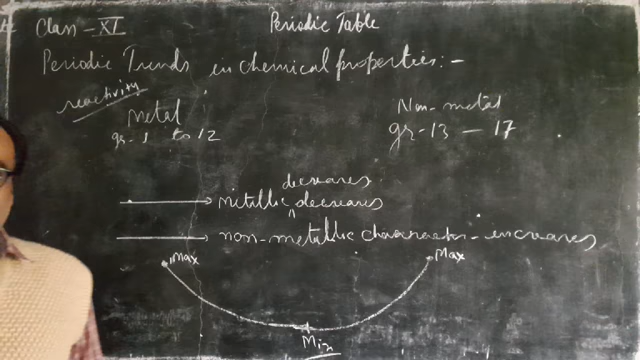 Class - XI
Periodic Table
Periodic Trends in chemical properties:-
reactivity
Metal
gr-1 to 12
Non-metal
gr-13 - 17
decreases
metallic ^ decreases
non-metallic character - increases
Max
Max
Min